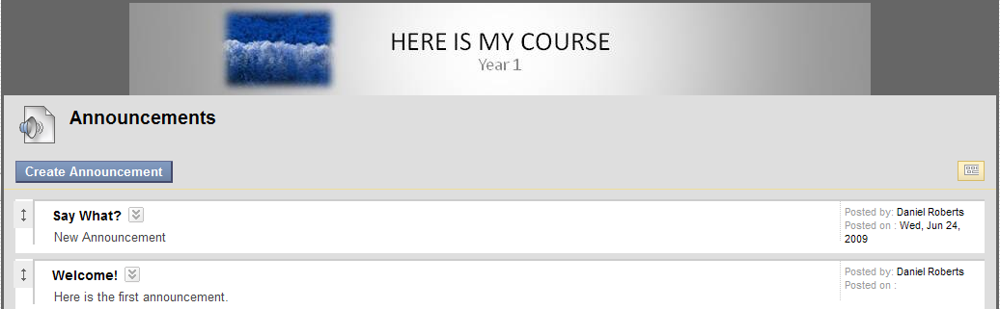 HERE IS MY COURSE
Year 1
Announcements
Create Announcement
Say What?
New Announcement
Posted by: Daniel Roberts
Posted on : Wed, Jun 24,
2009
Welcome!
Here is the first announcement.
Posted by: Daniel Roberts
Posted on :